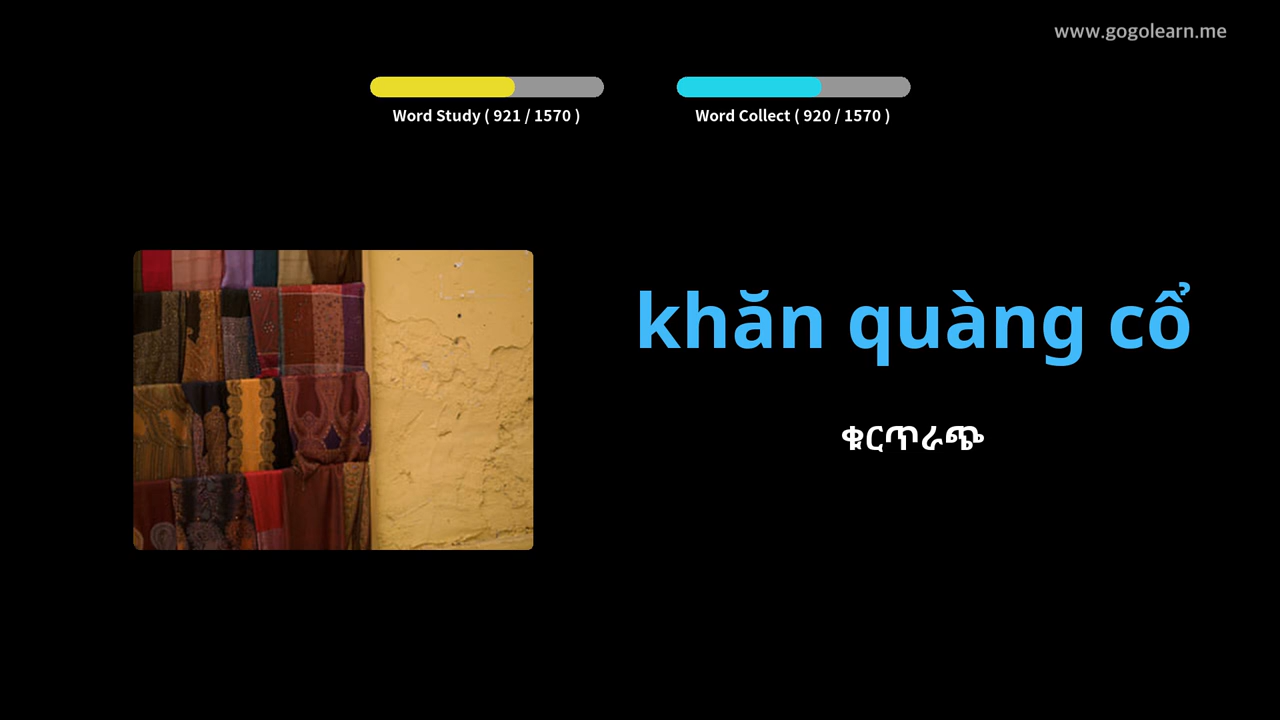 www.gogolearn.me
Word Study ( 921 / 1570 )
Word Collect ( 920 / 1570 )
khăn quàng cổ
ቁርጥራጭ